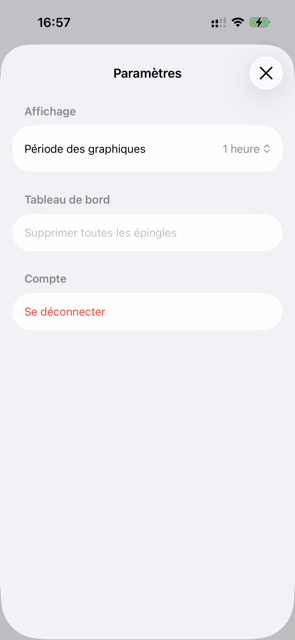 16:57
Paramètres
Affichage
Période des graphiques
1 heure
Tableau de bord
Supprimer toutes les épingles
Compte
Se déconnecter